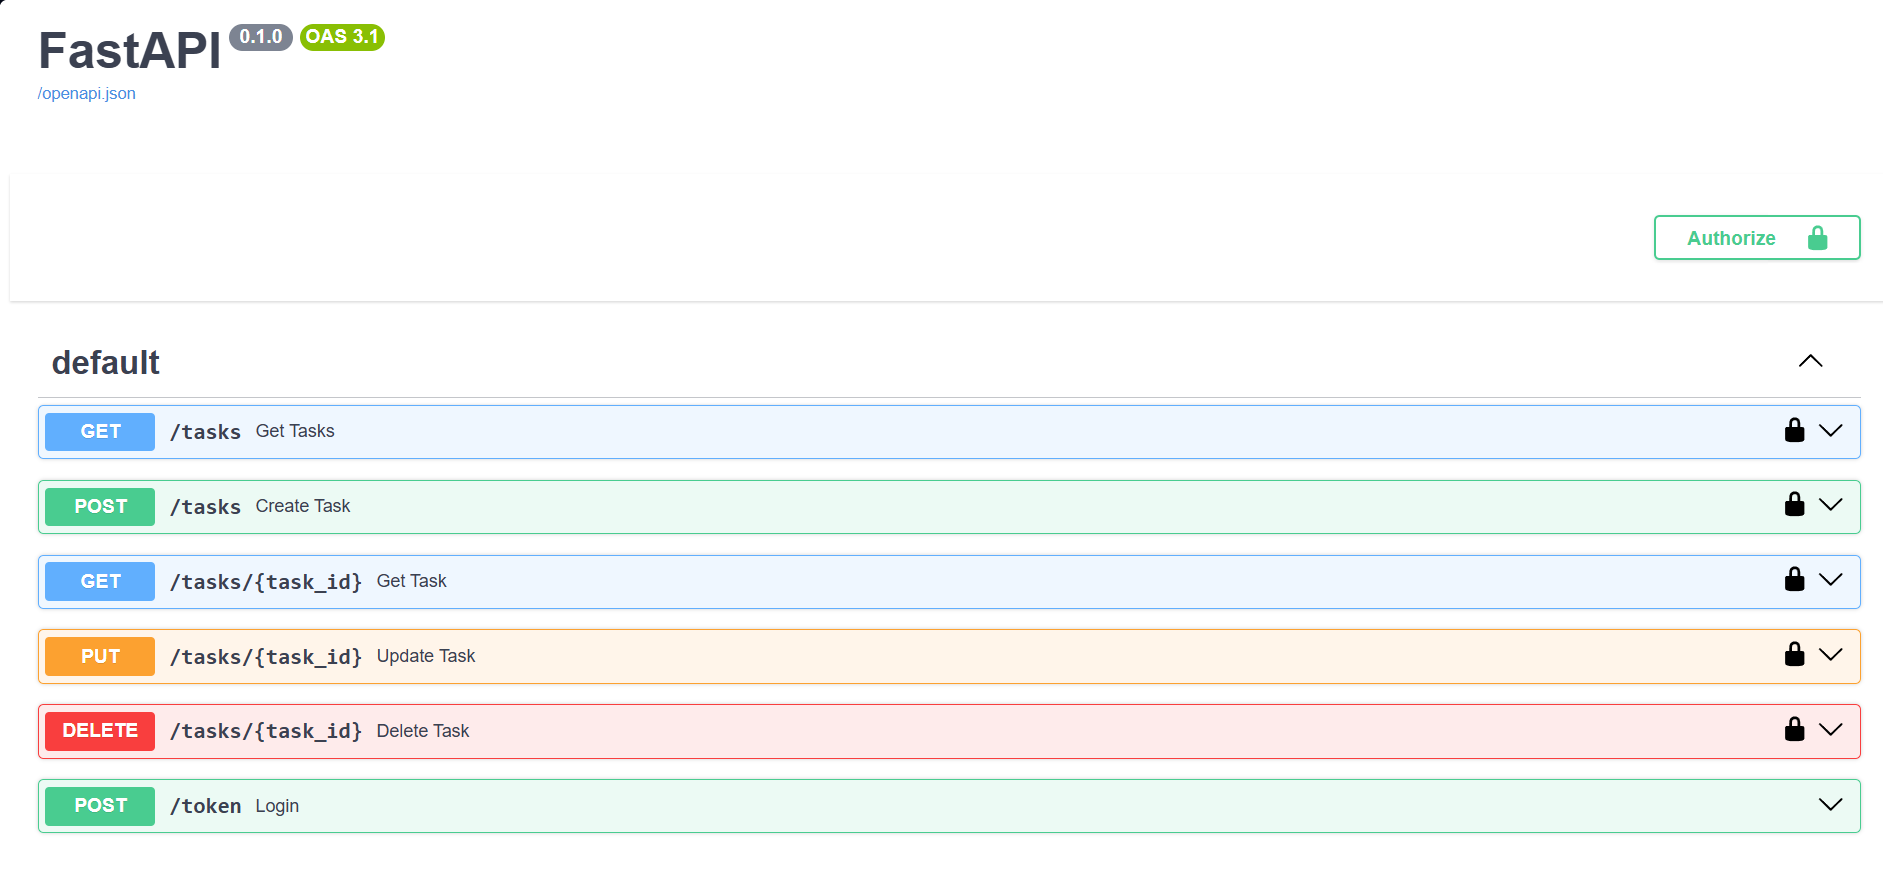 FastAPI 0.1.0 OAS 3.1
/openapi.json
Authorize
default
GET /tasks Get Tasks
POST /tasks Create Task
GET /tasks/{task_id} Get Task
PUT /tasks/{task_id} Update Task
DELETE /tasks/{task_id} Delete Task
POST /token Login